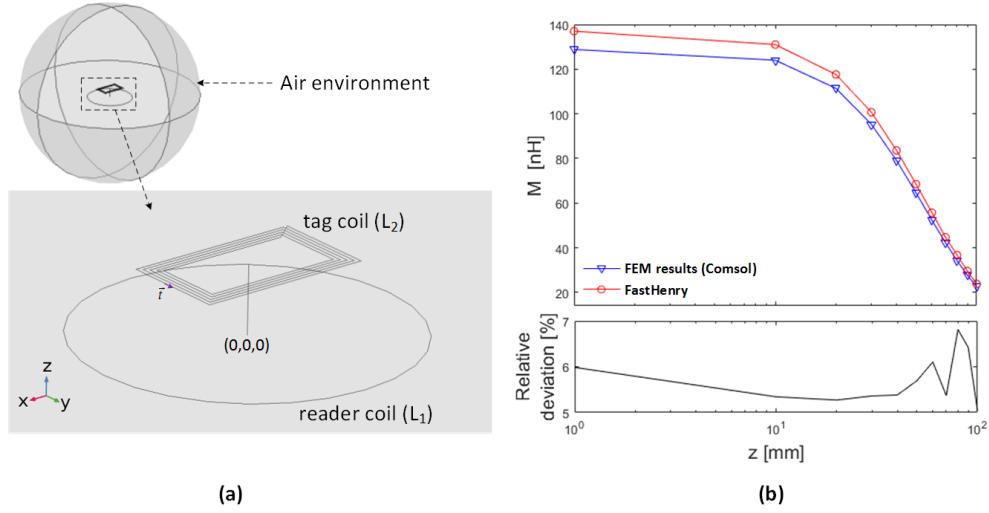 Air environment
tag coil (L2)
t
(0,0,0)
z
x
y
reader coil (L1)
(a)
140
120
100
80
60
40
20
M [nH]
FEM results (Comsol)
FastHenry
7
6
5
Relative
deviation [%]
10^0
10^1
10^2
z [mm]
(b)